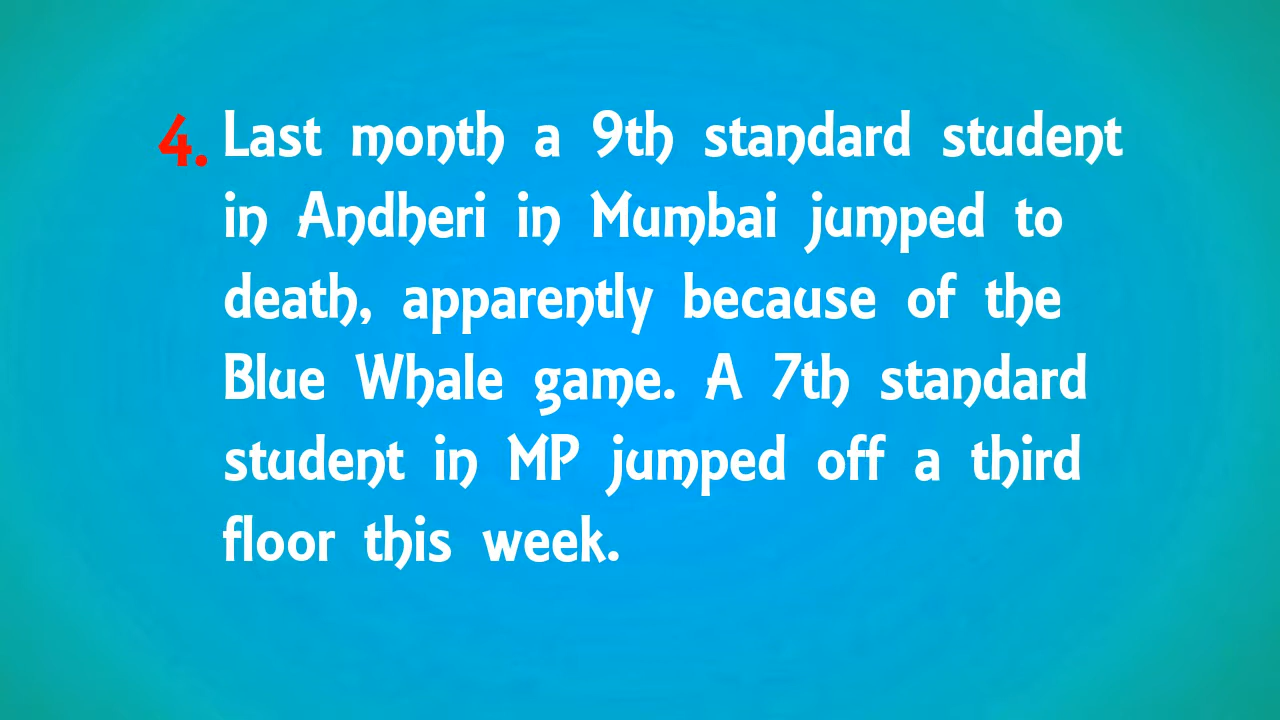 4. Last month a 9th standard student
in Andheri in Mumbai jumped to
death, apparently because of the
Blue Whale game. A 7th standard
student in MP jumped off a third
floor this week.